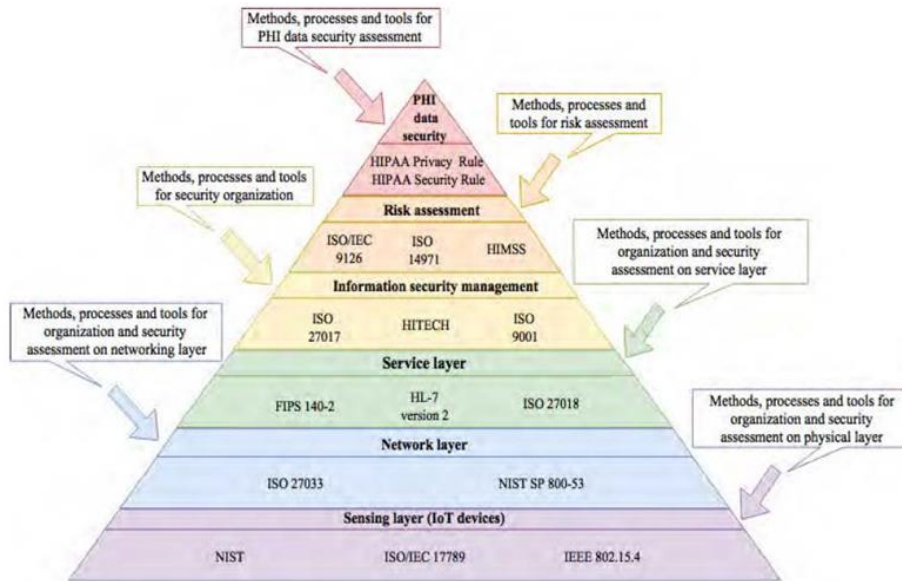 Methods, processes and tools for
PHI data security assessment
PHI
data
security
HIPAA Privacy Rule
HIPAA Security Rule
Methods, processes and
tools for risk assessment
Methods, processes and tools
for security organization
Risk assessment
ISO/IEC
9126
ISO
14971
HIMSS
Methods, processes and tools for
organization and security
assessment on service layer
Information security management
ISO
27017
HITECH
ISO
9001
Methods, processes and tools for
organization and security
assessment on networking layer
Service layer
FIPS 140-2
HL-7
version 2
ISO 27018
Methods, processes and tools for
organization and security
assessment on physical layer
Network layer
ISO 27033
NIST SP 800-53
Sensing layer (IoT devices)
NIST
ISO/IEC 17789
IEEE 802.15.4